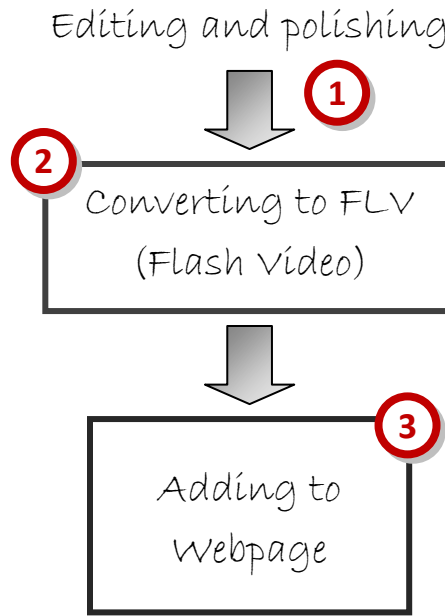 Editing and polishing
1
2
Converting to FLV
(Flash Video)
3
Adding to
Webpage